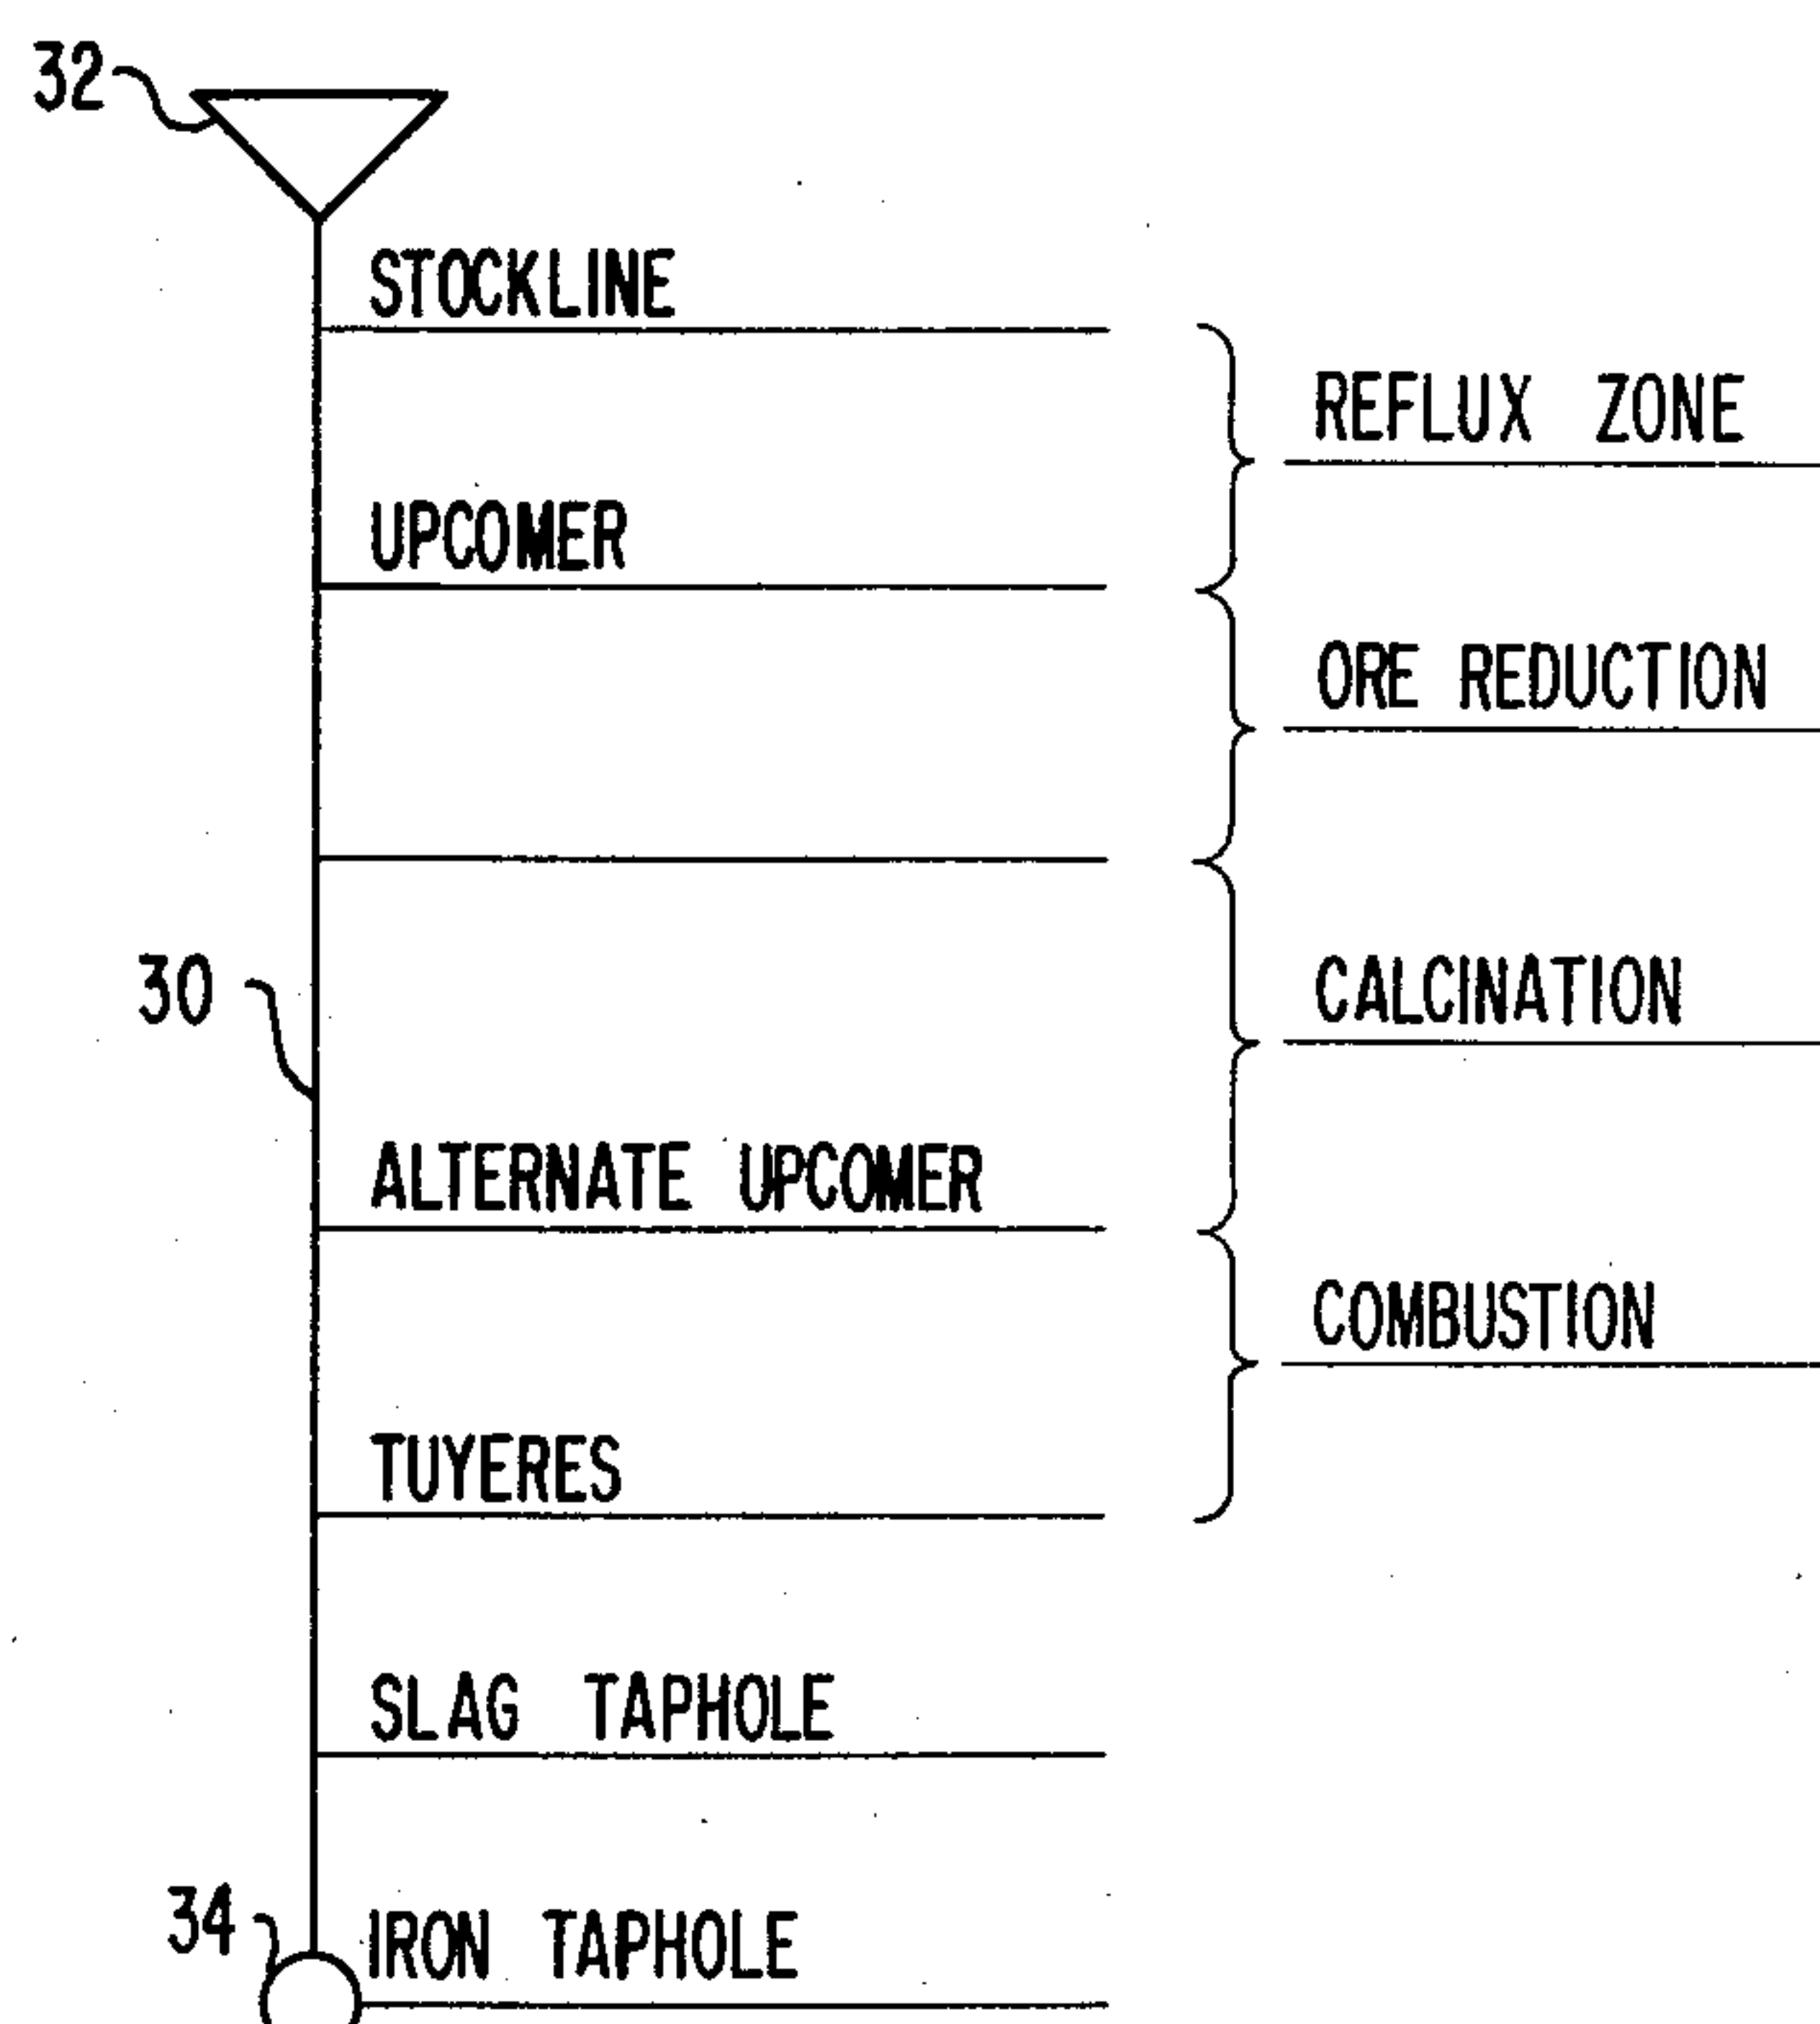 32
STOCKLINE
REFLUX ZONE
UPCOMER
ORE REDUCTION
30
CALCINATION
ALTERNATE UPCOMER
COMBUSTION
TUYERES
SLAG TAPHOLE
34
IRON TAPHOLE